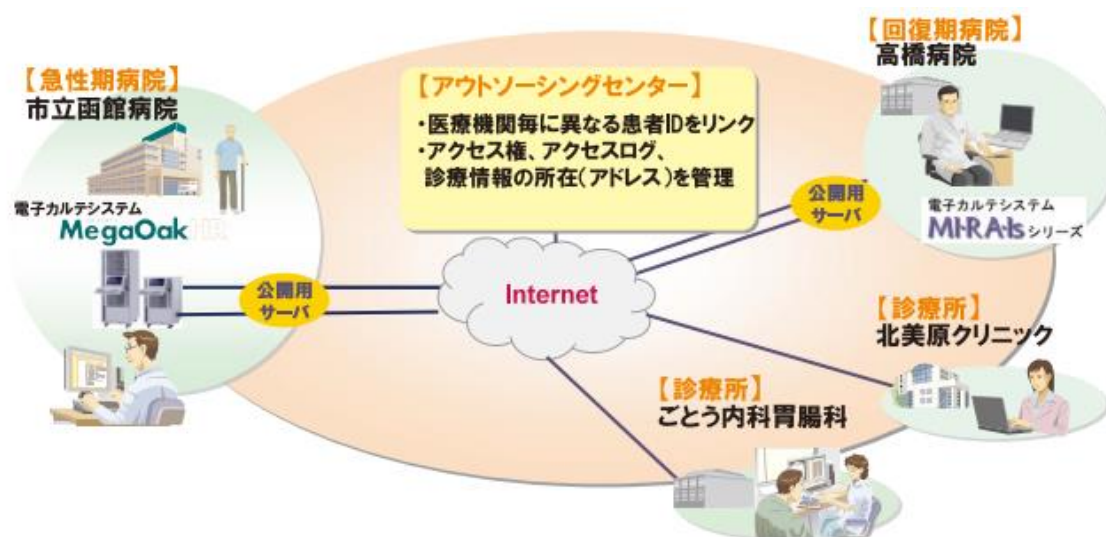 【急性期病院】
市立函館病院
電子カルテシステム
MegaOakHR
公開用
サーバ
【アウトソーシングセンター】
・医療機関毎に異なる患者IDをリンク
・アクセス権、アクセスログ、
診療情報の所在(アドレス)を管理
Internet
【回復期病院】
高橋病院
公開用
サーバ
電子カルテシステム
MI・RA・Isシリーズ
【診療所】
北美原クリニック
【診療所】
ごとう内科胃腸科